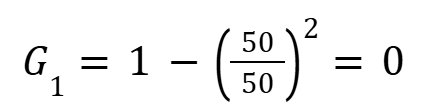 G₁ = 1 − (50/50)² = 0